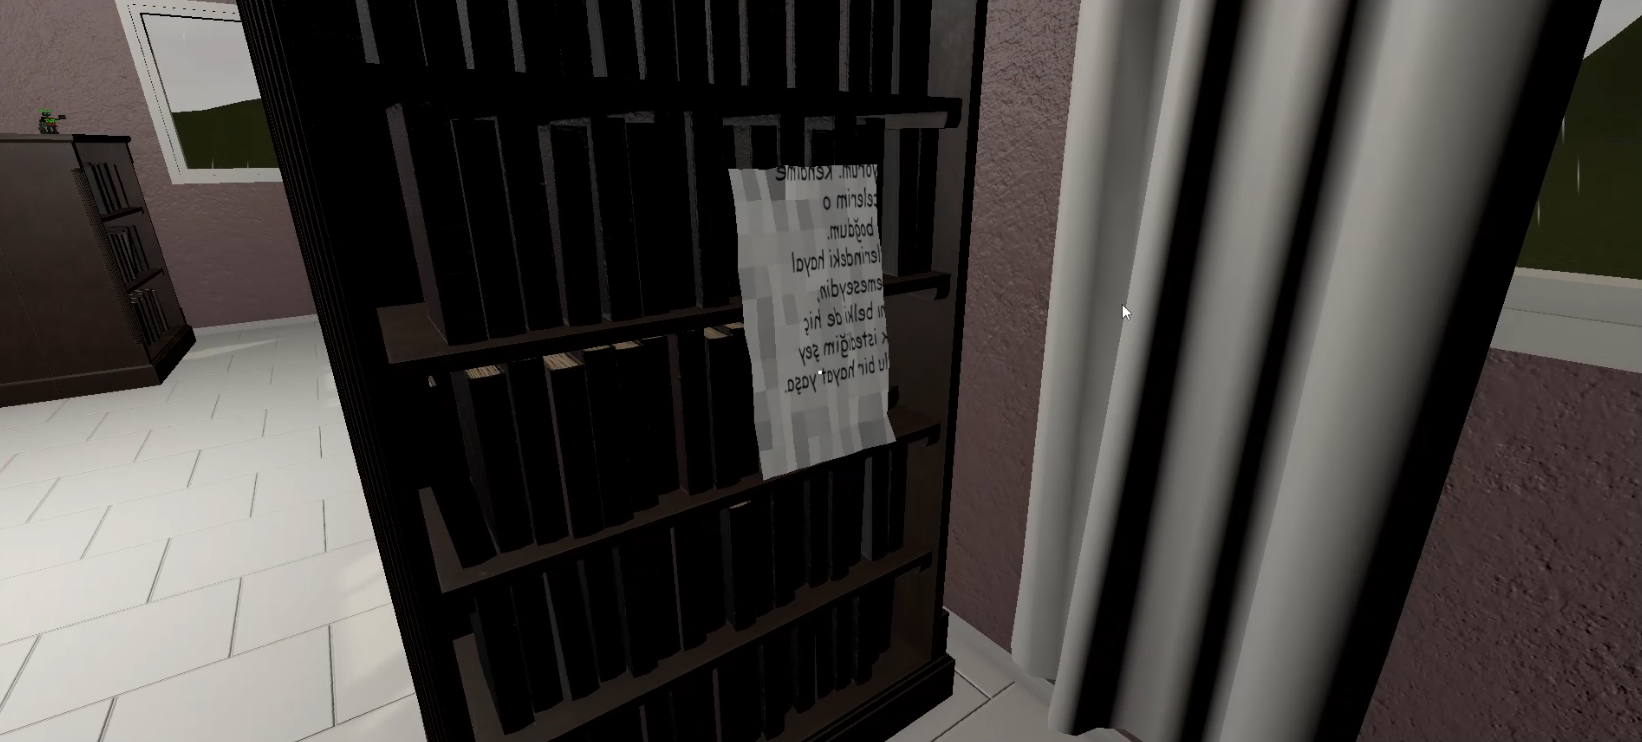 yorum. Kendime
celerim o
boğdum.
lerindeki hayal
emeseydin,
belki de hiç
k istediğim şey
lu bir hayat yaşa.